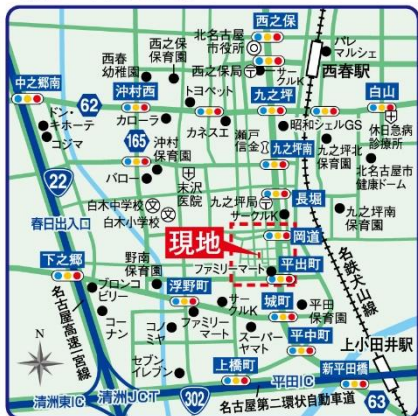 西之保
北名古屋
市役所
西之保
保育園
西春
幼稚園
西之保局
サークルK
パレ
マルシェ
西春駅
中之郷南
62
沖村西
トヨペット
九之坪
白山
ドン・
キホーテ
コジマ
カローラ
カネスエ
瀬戸
信金
昭和シェルGS
休日急病
診療所
165
沖村
保育園
九之坪南
九之坪北
保育園
北名古屋市
健康ドーム
22
バロー
末沢
医院
長堀
白木中学校
白木小学校
九之坪局
サークルK
九之坪南
保育園
春日出入口
現地
岡道
下之郷
野南
保育園
ファミリーマート
平出町
名鉄犬山線
ブロンコ
ビリー
浮野町
サー
クルK
城町
平田
保育園
名古屋高速一宮線
コー
ナン
コノ
ミヤ
ファミリー
マート
スーパー
ヤマト
平中町
上小田井駅
N
セブン
イレブン
上橋町
平田IC
新平田橋
清洲東IC
清洲JCT
302
名古屋第二環状自動車道
63